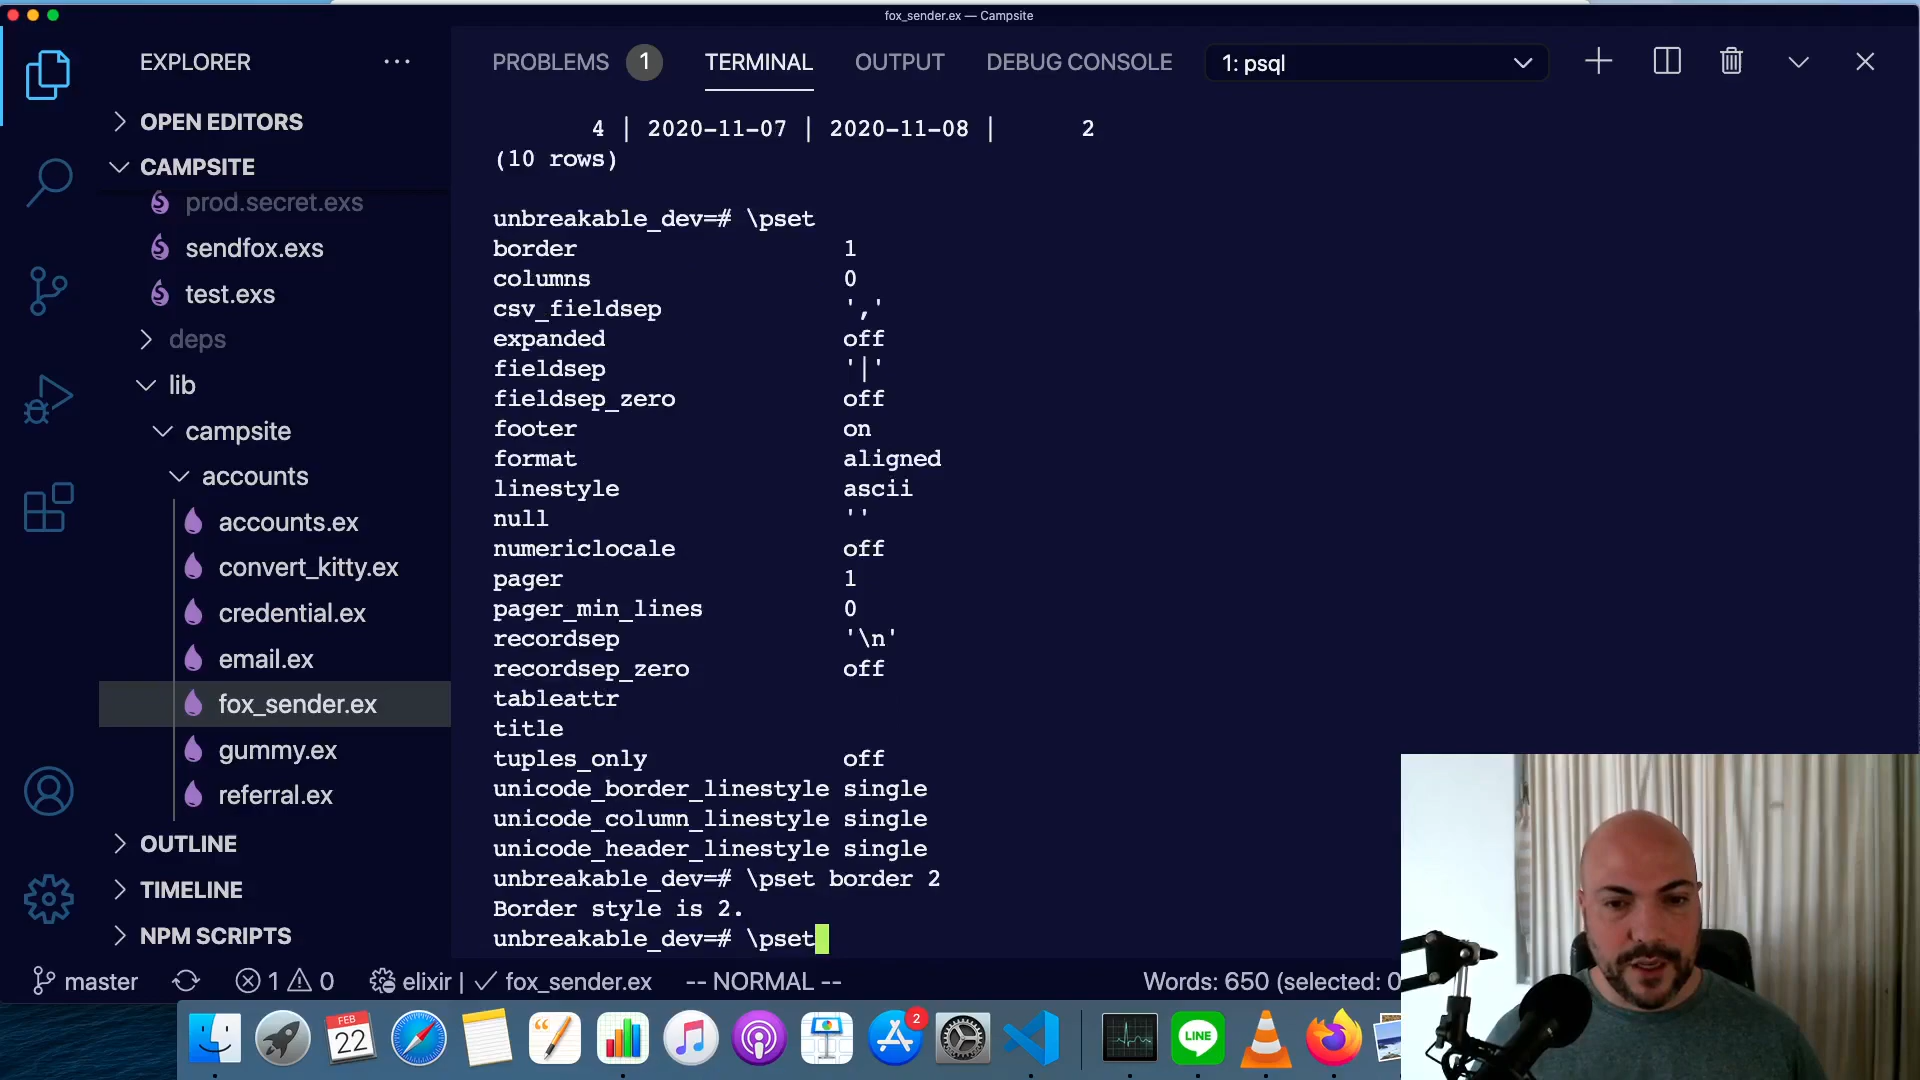 fox_sender.ex — Campsite
EXPLORER
PROBLEMS 1 TERMINAL OUTPUT DEBUG CONSOLE 1: psql
OPEN EDITORS
CAMPSITE
prod.secret.exs
sendfox.exs
test.exs
deps
lib
campsite
accounts
accounts.ex
convert_kitty.ex
credential.ex
email.ex
fox_sender.ex
gummy.ex
referral.ex
OUTLINE
TIMELINE
NPM SCRIPTS
4 | 2020-11-07 | 2020-11-08 | 2
(10 rows)
unbreakable_dev=# \pset
border 1
columns 0
csv_fieldsep ','
expanded off
fieldsep '|'
fieldsep_zero off
footer on
format aligned
linestyle ascii
null ''
numericlocale off
pager 1
pager_min_lines 0
recordsep '\n'
recordsep_zero off
tableattr
title
tuples_only off
unicode_border_linestyle single
unicode_column_linestyle single
unicode_header_linestyle single
unbreakable_dev=# \pset border 2
Border style is 2.
unbreakable_dev=# \pset
master 1 0 elixir | ✓ fox_sender.ex -- NORMAL -- Words: 650 (selected: 0
FEB
22
2
LINE